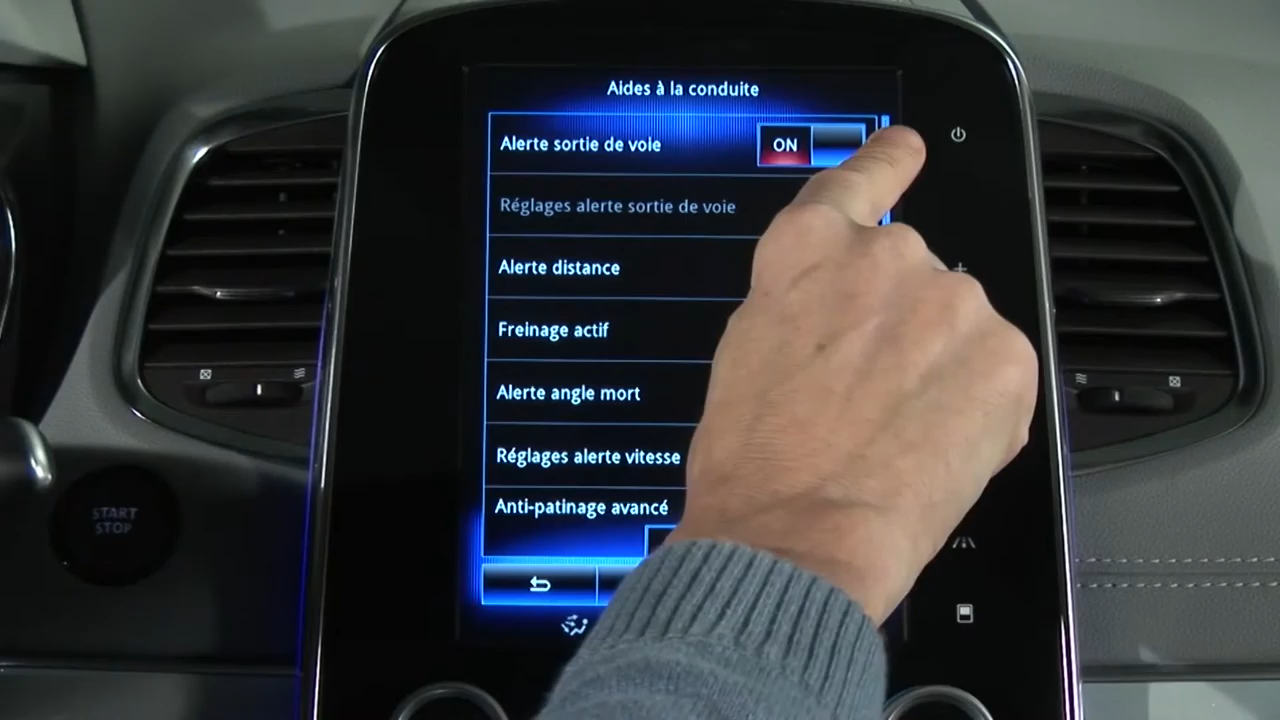 Aides à la conduite
Alerte sortie de voie
ON
Réglages alerte sortie de voie
Alerte distance
Freinage actif
Alerte angle mort
Réglages alerte vitesse
Anti-patinage avancé
START
STOP